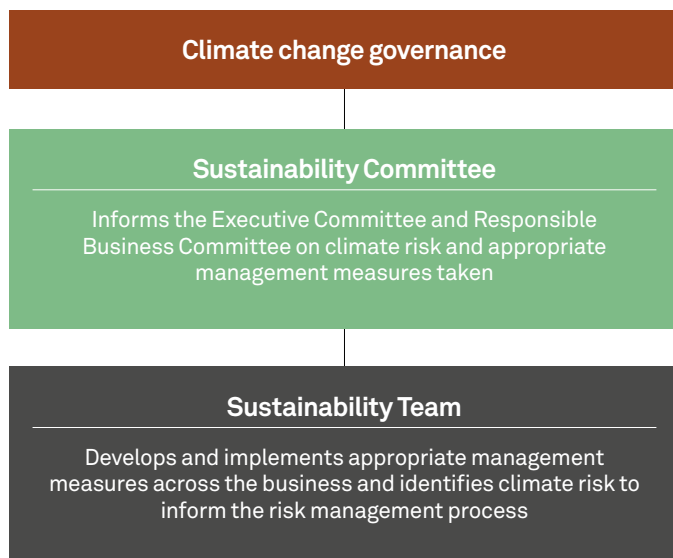 Climate change governance
Sustainability Committee
Informs the Executive Committee and Responsible
Business Committee on climate risk and appropriate
management measures taken
Sustainability Team
Develops and implements appropriate management
measures across the business and identifies climate risk to
inform the risk management process